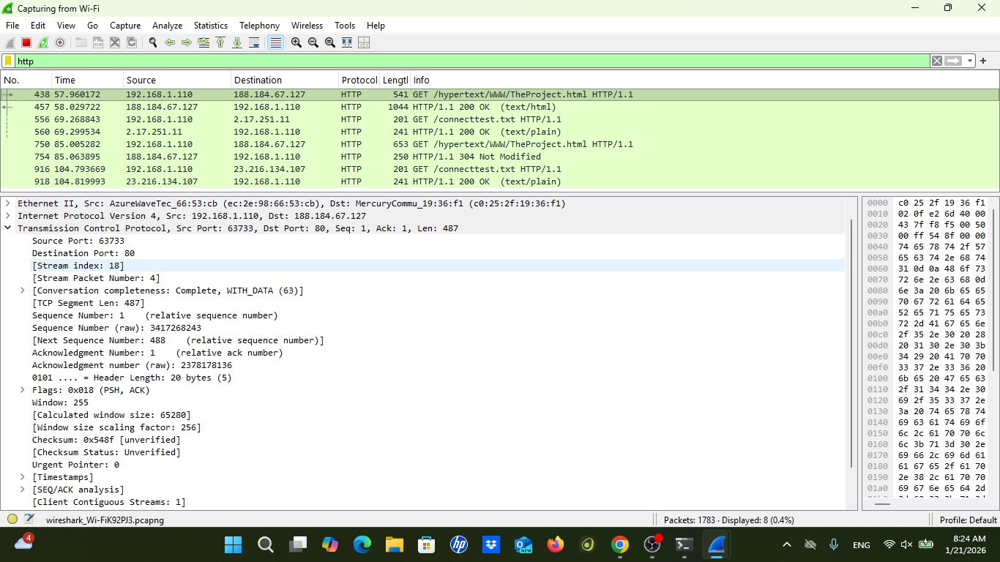 Capturing from Wi-Fi
File Edit View Go Capture Analyze Statistics Telephony Wireless Tools Help
http
No. Time Source Destination Protocol Lengtl Info
438 57.960172 192.168.1.110 188.184.67.127 HTTP 541 GET /hypertext/WWW/TheProject.html HTTP/1.1
457 58.029722 188.184.67.127 192.168.1.110 HTTP 1044 HTTP/1.1 200 OK (text/html)
556 69.268843 192.168.1.110 2.17.251.11 HTTP 201 GET /connecttest.txt HTTP/1.1
560 69.299534 2.17.251.11 192.168.1.110 HTTP 241 HTTP/1.1 200 OK (text/plain)
750 85.005282 192.168.1.110 188.184.67.127 HTTP 653 GET /hypertext/WWW/TheProject.html HTTP/1.1
754 85.063895 188.184.67.127 192.168.1.110 HTTP 250 HTTP/1.1 304 Not Modified
916 104.793669 192.168.1.110 23.216.134.107 HTTP 201 GET /connecttest.txt HTTP/1.1
918 104.819993 23.216.134.107 192.168.1.110 HTTP 241 HTTP/1.1 200 OK (text/plain)
Ethernet II, Src: AzureWaveTec_66:53:cb (ec:2e:98:66:53:cb), Dst: MercuryCommu_19:36:f1 (c0:25:2f:19:36:f1)
Internet Protocol Version 4, Src: 192.168.1.110, Dst: 188.184.67.127
Transmission Control Protocol, Src Port: 63733, Dst Port: 80, Seq: 1, Ack: 1, Len: 487
Source Port: 63733
Destination Port: 80
[Stream index: 18]
[Stream Packet Number: 4]
[Conversation completeness: Complete, WITH_DATA (63)]
[TCP Segment Len: 487]
Sequence Number: 1 (relative sequence number)
Sequence Number (raw): 3417268243
[Next Sequence Number: 488 (relative sequence number)]
Acknowledgment Number: 1 (relative ack number)
Acknowledgment number (raw): 2378178136
0101 .... = Header Length: 20 bytes (5)
Flags: 0x018 (PSH, ACK)
Window: 255
[Calculated window size: 65280]
[Window size scaling factor: 256]
Checksum: 0x548f [unverified]
[Checksum Status: Unverified]
Urgent Pointer: 0
[Timestamps]
[SEQ/ACK analysis]
[Client Contiguous Streams: 1]
0000 c0 25 2f 19 36 f1
0010 02 0f e2 6d 40 00
0020 43 7f f8 f5 00 50
0030 00 ff 54 8f 00 00
0040 74 65 78 74 2f 57
0050 65 63 74 2e 68 74
0060 31 0d 0a 48 6f 73
0070 72 6e 2e 63 68 0d
0080 6e 3a 20 6b 65 65
0090 70 67 72 61 64 65
00a0 52 65 71 75 65 73
00b0 72 2d 41 67 65 6e
00c0 2f 35 2e 30 20 28
00d0 20 31 30 2e 30 3b
00e0 34 29 20 41 70 70
00f0 33 37 2e 33 36 20
0100 6b 65 20 47 65 63
0110 2f 31 34 34 2e 30
0120 69 2f 35 33 37 2e
0130 3a 20 74 65 78 74
0140 69 63 61 74 69 6f
0150 6c 2c 61 70 70 6c
0160 6c 3b 71 3d 30 2e
0170 69 66 2c 69 6d 61
0180 61 67 65 2f 61 70
0190 2e 38 2c 61 70 70
01a0 69 67 6e 65 64 2d
wireshark_Wi-FiK92PJ3.pcapng
Packets: 1783 · Displayed: 8 (0.4%)
Profile: Default
4
hp
NEW
ENG
8:24 AM
1/21/2026